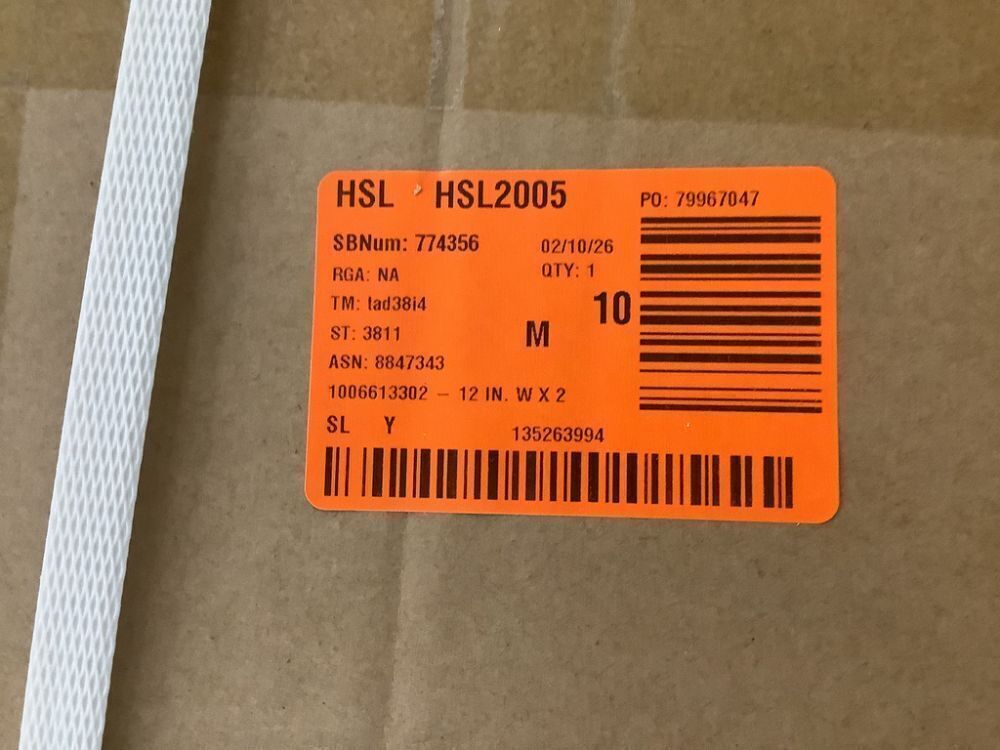 HSL HSL2005
PO: 79967047
SBNum: 774356
02/10/26
RGA: NA
QTY: 1
TM: tad38i4
10
ST: 3811
M
ASN: 8847343
1006613302 – 12 IN. W X 2
SL Y
135263994